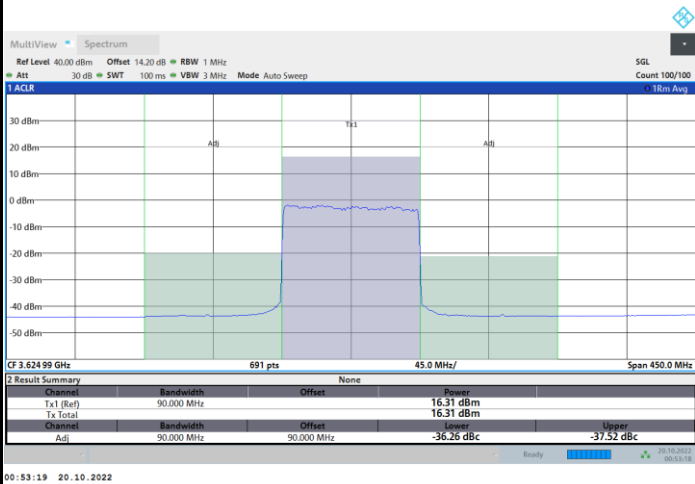 MultiView Spectrum
Ref Level 40.00 dBm Offset 14.20 dB RBW 1 MHz SGL
Att 30 dB SWT 100 ms VBW 3 MHz Mode Auto Sweep Count 100/100
1 ACLR 1Rm Avg
30 dBm
Tx1
20 dBm
Adj Adj
10 dBm
0 dBm
-10 dBm
-20 dBm
-30 dBm
-40 dBm
-50 dBm
CF 3.624 99 GHz 691 pts 45.0 MHz/ Span 450.0 MHz
2 Result Summary None
Channel Bandwidth Offset Power
Tx1 (Ref) 90.000 MHz 16.31 dBm
Tx Total 16.31 dBm
Channel Bandwidth Offset Lower Upper
Adj 90.000 MHz 90.000 MHz -36.26 dBc -37.52 dBc
Ready 20.10.2022
00:53:18
00:53:19 20.10.2022